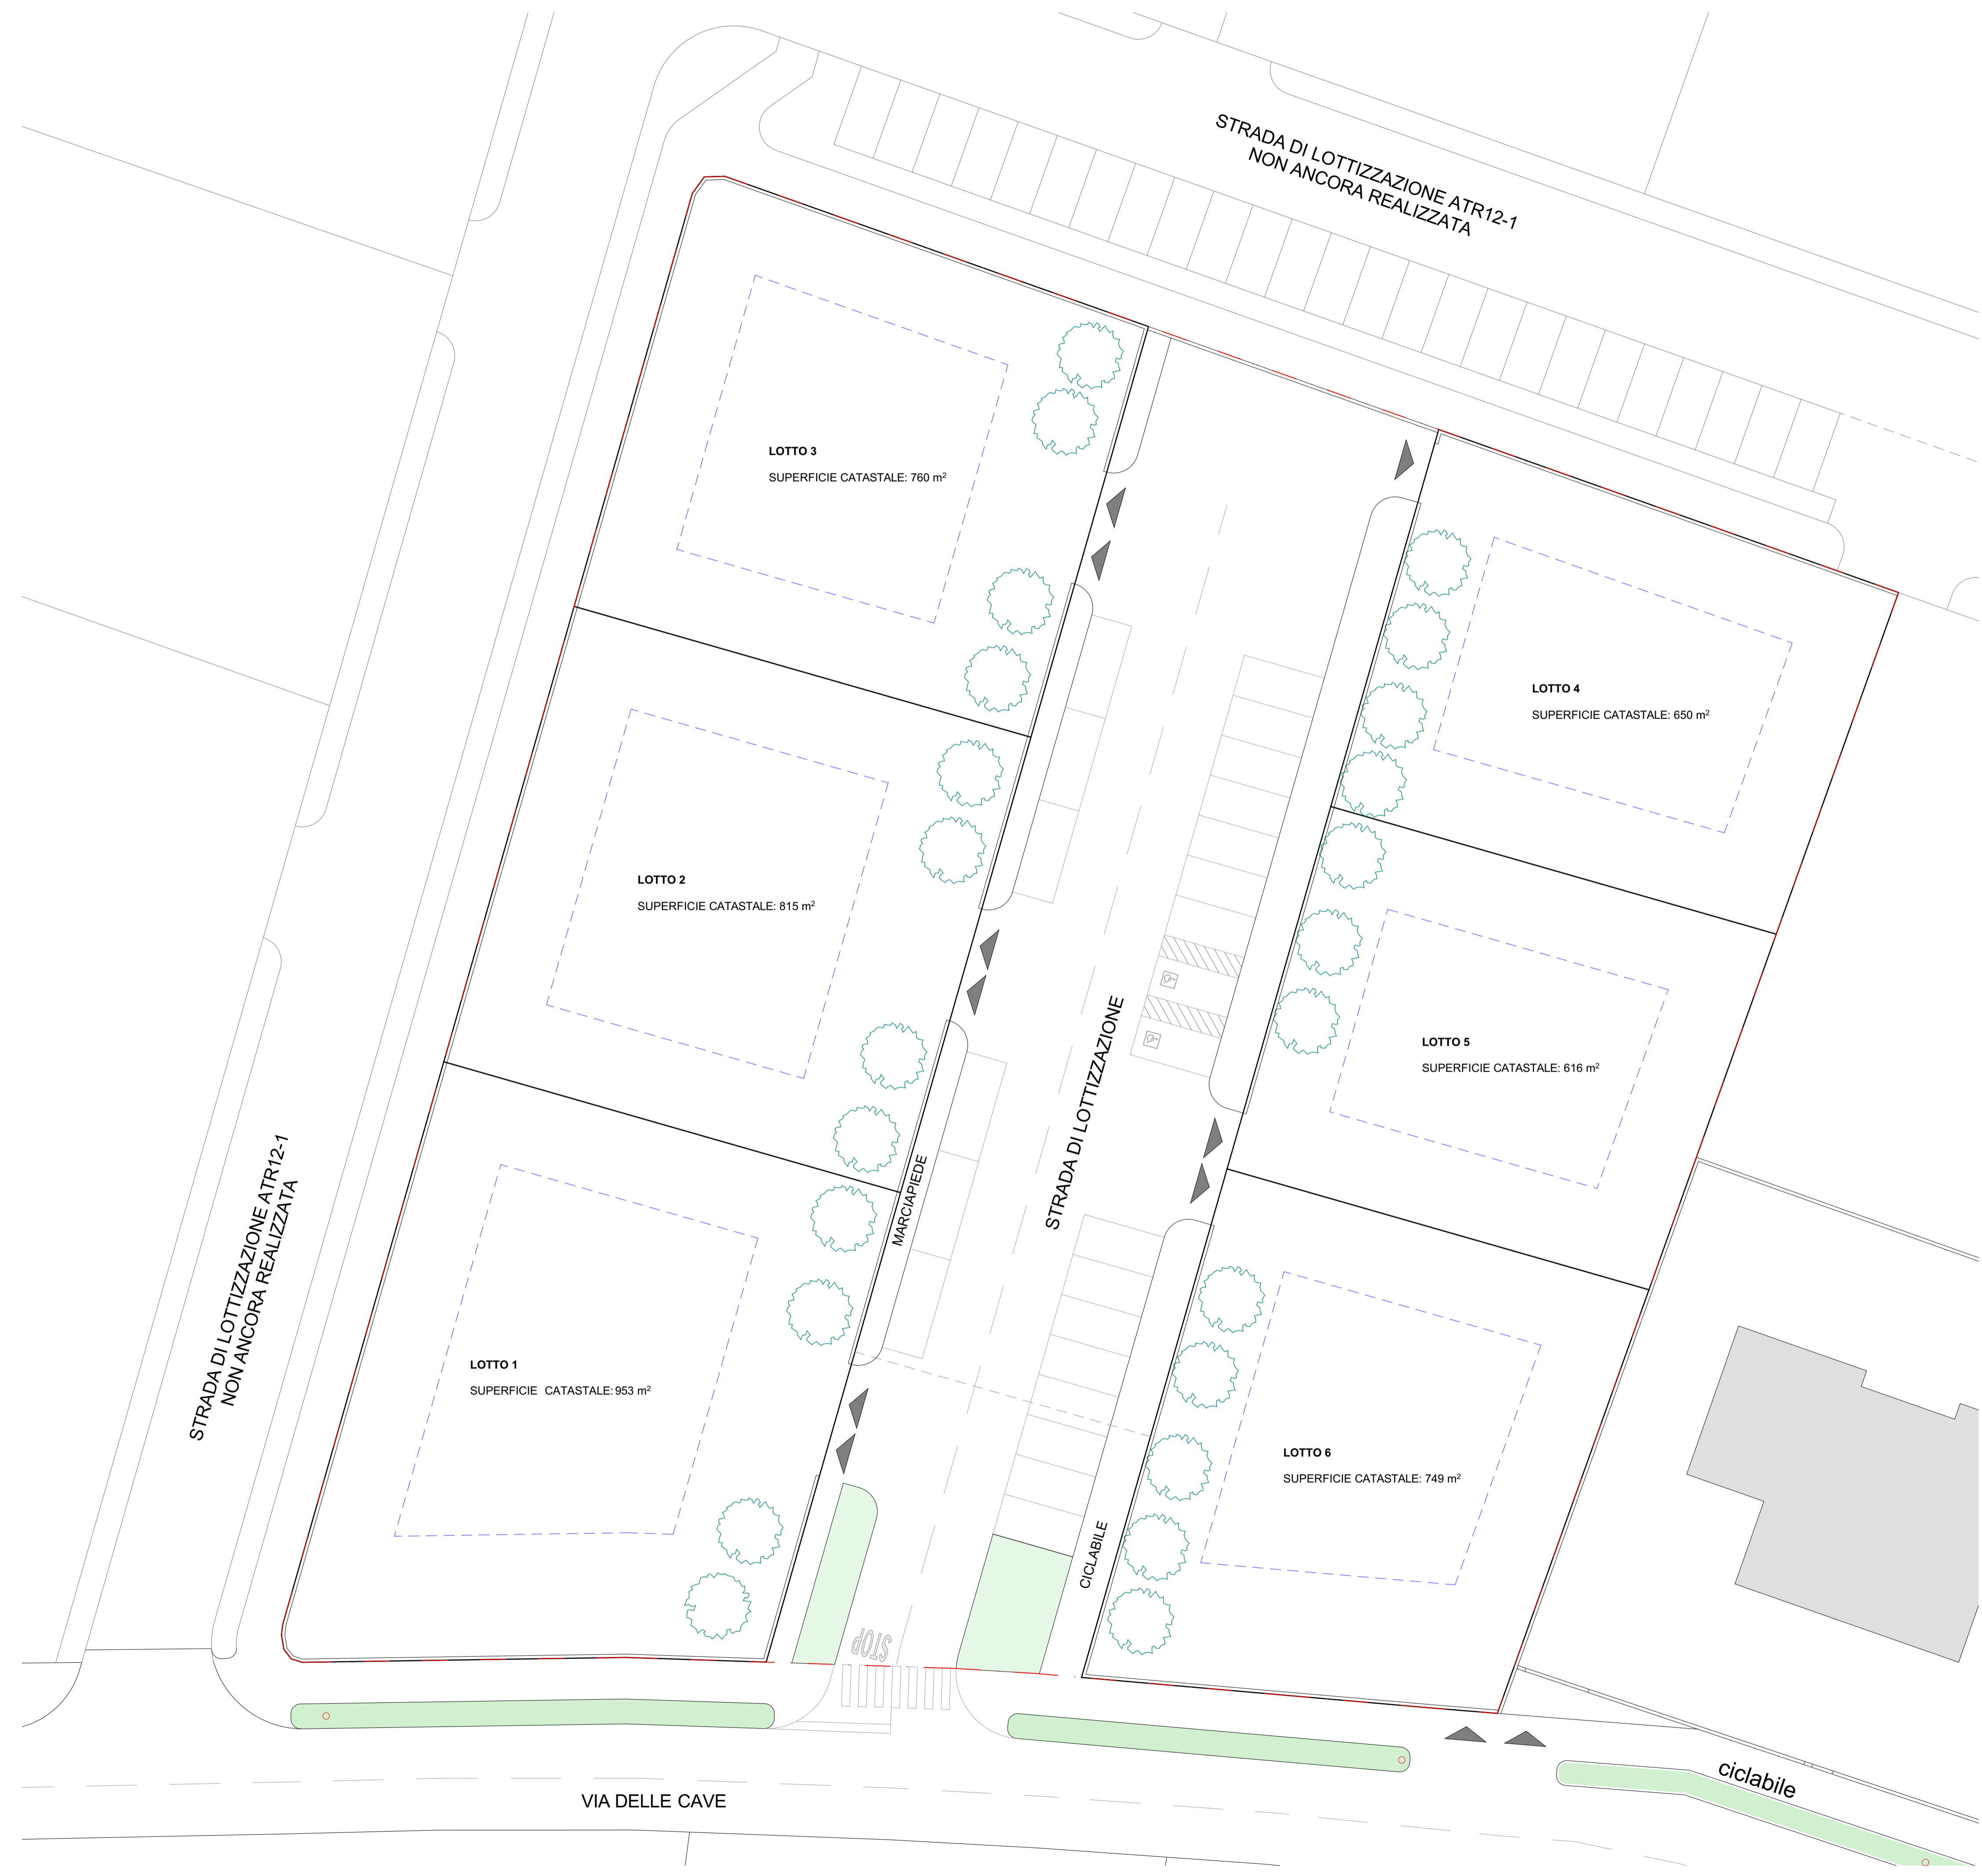 STRADA DI LOTTIZZAZIONE ATR12-1
NON ANCORA REALIZZATA
LOTTO 3
SUPERFICIE CATASTALE: 760 m²
LOTTO 4
SUPERFICIE CATASTALE: 650 m²
LOTTO 2
SUPERFICIE CATASTALE: 815 m²
STRADA DI LOTTIZZAZIONE
LOTTO 5
SUPERFICIE CATASTALE: 616 m²
MARCIAPIEDE
STRADA DI LOTTIZZAZIONE ATR12-1
NON ANCORA REALIZZATA
LOTTO 1
SUPERFICIE CATASTALE: 953 m²
LOTTO 6
SUPERFICIE CATASTALE: 749 m²
CICLABILE
STOP
ciclabile
VIA DELLE CAVE